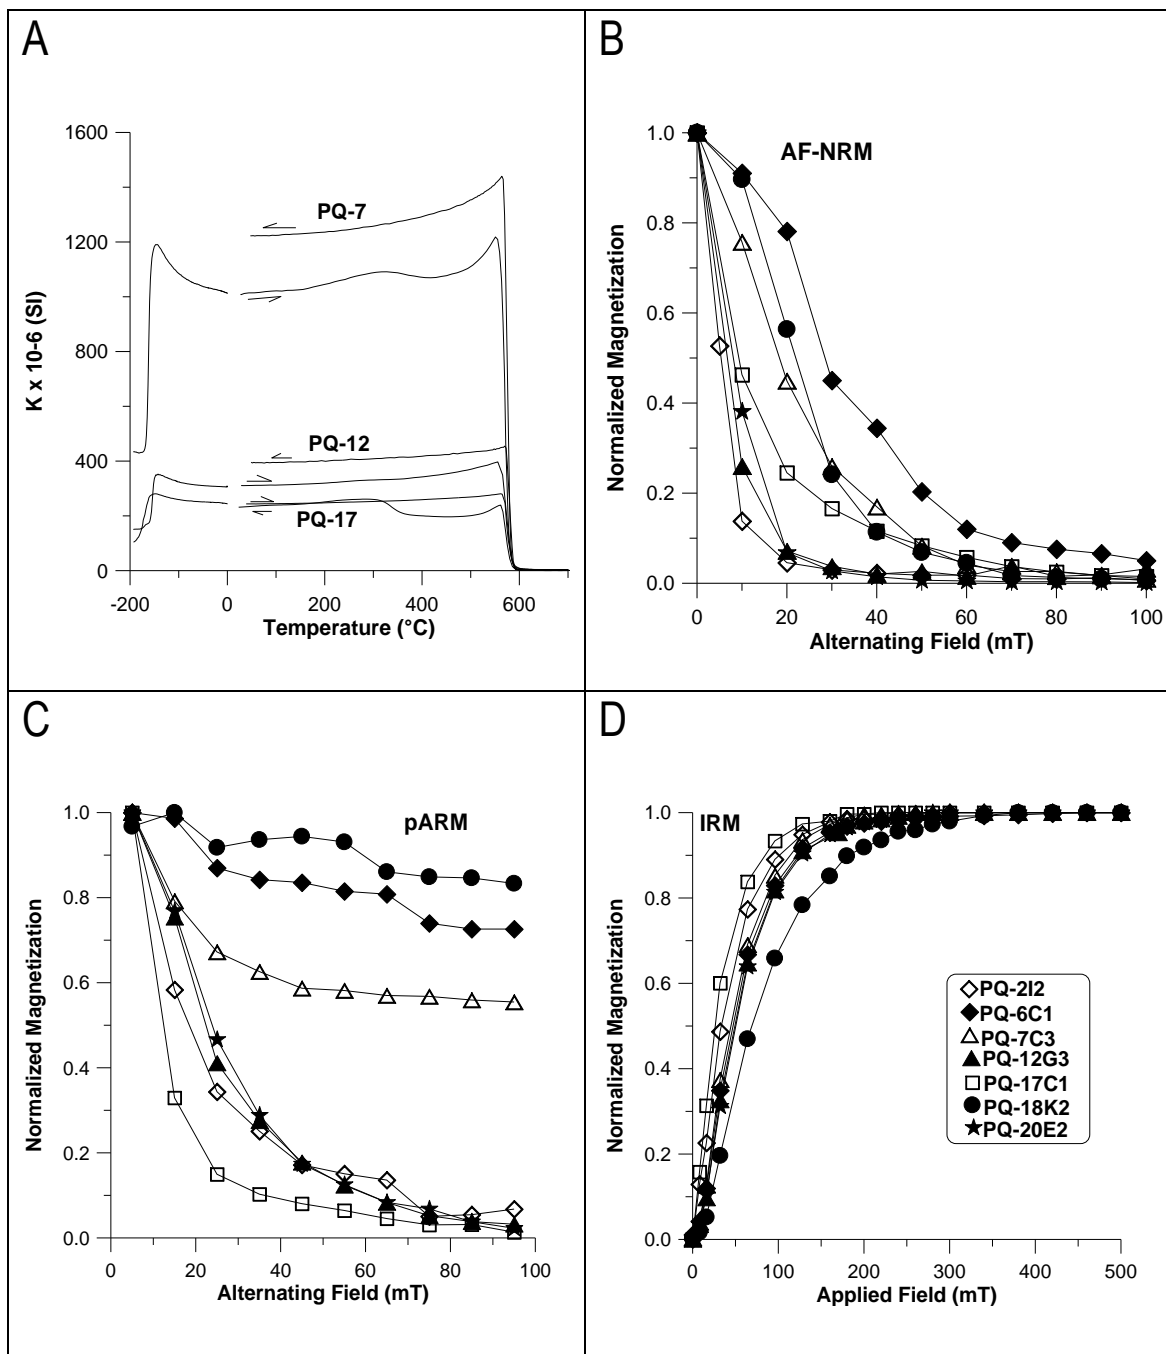 A
1600
1200
800
400
0
K x 10-6 (SI)
PQ-7
PQ-12
PQ-17
-200
0
200
400
600
Temperature (°C)
B
1.0
0.8
0.6
0.4
0.2
0.0
Normalized Magnetization
AF-NRM
0
20
40
60
80
100
Alternating Field (mT)
C
1.0
0.8
0.6
0.4
0.2
0.0
Normalized Magnetization
pARM
0
20
40
60
80
100
Alternating Field (mT)
D
1.0
0.8
0.6
0.4
0.2
0.0
Normalized Magnetization
IRM
PQ-2I2
PQ-6C1
PQ-7C3
PQ-12G3
PQ-17C1
PQ-18K2
PQ-20E2
0
100
200
300
400
500
Applied Field (mT)